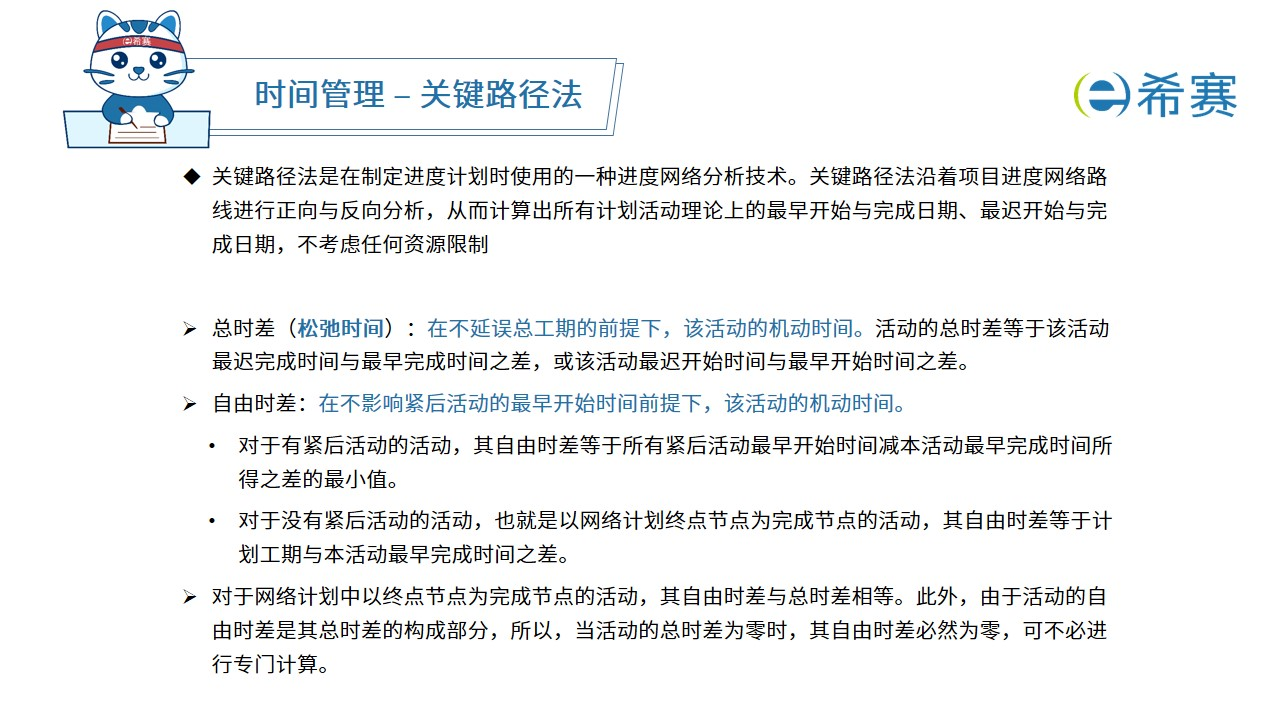 希赛
时间管理 – 关键路径法
希赛
◆ 关键路径法是在制定进度计划时使用的一种进度网络分析技术。关键路径法沿着项目进度网络路
线进行正向与反向分析，从而计算出所有计划活动理论上的最早开始与完成日期、最迟开始与完
成日期，不考虑任何资源限制
➢ 总时差（松弛时间）：在不延误总工期的前提下，该活动的机动时间。活动的总时差等于该活动
最迟完成时间与最早完成时间之差，或该活动最迟开始时间与最早开始时间之差。
➢ 自由时差：在不影响紧后活动的最早开始时间前提下，该活动的机动时间。
• 对于有紧后活动的活动，其自由时差等于所有紧后活动最早开始时间减本活动最早完成时间所
得之差的最小值。
• 对于没有紧后活动的活动，也就是以网络计划终点节点为完成节点的活动，其自由时差等于计
划工期与本活动最早完成时间之差。
➢ 对于网络计划中以终点节点为完成节点的活动，其自由时差与总时差相等。此外，由于活动的自
由时差是其总时差的构成部分，所以，当活动的总时差为零时，其自由时差必然为零，可不必进
行专门计算。